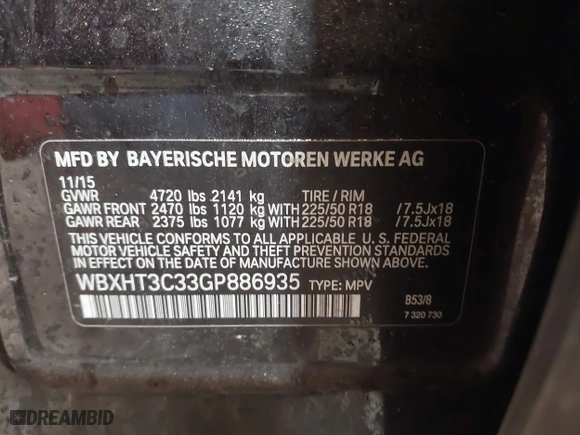 MFD BY BAYERISCHE MOTOREN WERKE AG
11/15
GVWR 4720 lbs 2141 kg TIRE / RIM
GAWR FRONT 2470 lbs 1120 kg WITH 225/50 R18 /7.5Jx18
GAWR REAR 2375 lbs 1077 kg WITH 225/50 R18 /7.5Jx18
THIS VEHICLE CONFORMS TO ALL APPLICABLE U. S. FEDERAL
MOTOR VEHICLE SAFETY AND THEFT PREVENTION STANDARDS
IN EFFECT ON THE DATE OF MANUFACTURE SHOWN ABOVE.
WBXHT3C33GP886935 TYPE: MPV
B53/8
7 320 730
DREAMBID